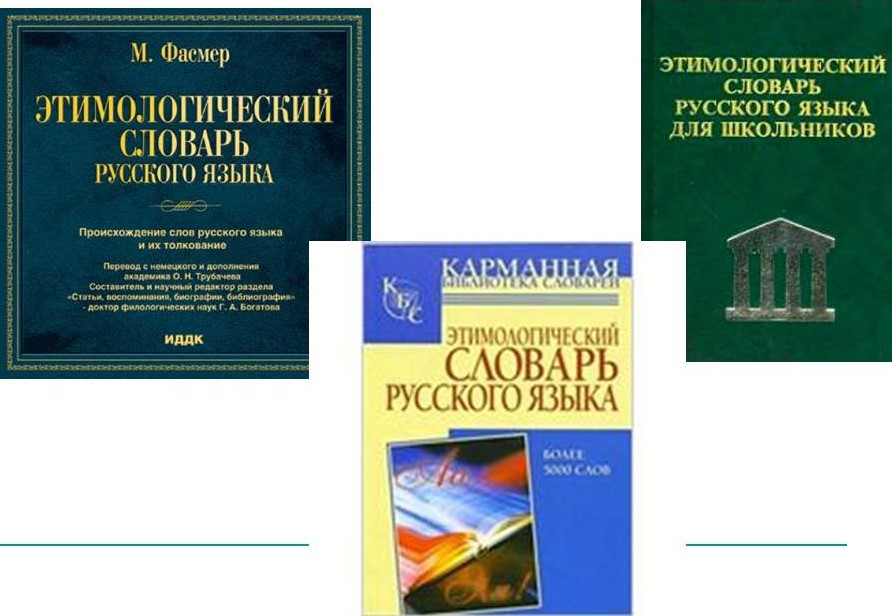 М. Фасмер
ЭТИМОЛОГИЧЕСКИЙ
СЛОВАРЬ
РУССКОГО ЯЗЫКА
Происхождение слов русского языка
и их толкование
Перевод с немецкого и дополнения
академика О. Н. Трубачева
Составитель и научный редактор раздела
«Статьи, воспоминания, биографии, библиография»
- доктор филологических наук Г. А. Богатова
ИДДК
ЭТИМОЛОГИЧЕСКИЙ
СЛОВАРЬ
РУССКОГО ЯЗЫКА
ДЛЯ ШКОЛЬНИКОВ
КБС
КАРМАННАЯ
БИБЛИОТЕКА СЛОВАРЕЙ
ЭТИМОЛОГИЧЕСКИЙ
СЛОВАРЬ
РУССКОГО ЯЗЫКА
БОЛЕЕ
5000 СЛОВ